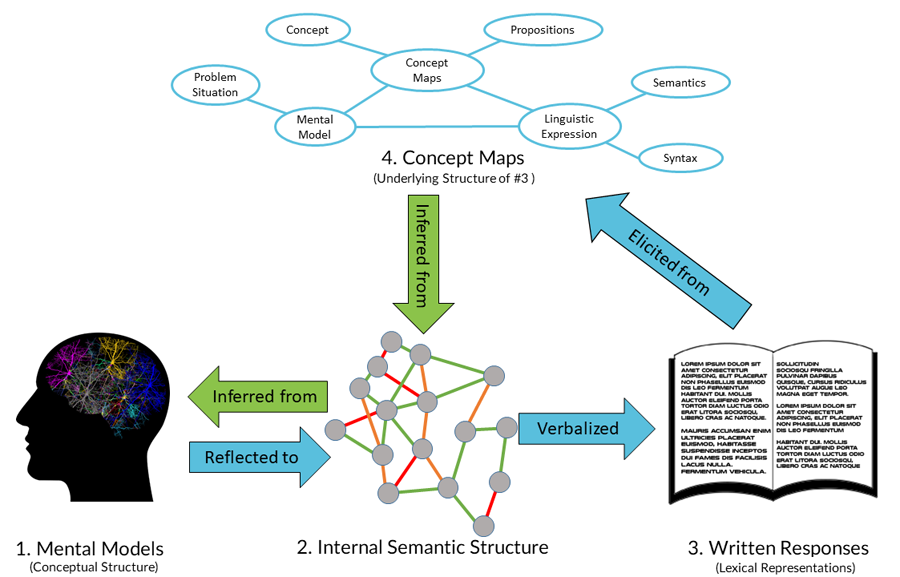 Concept
Propositions
Concept
Maps
Problem
Situation
Semantics
Mental
Model
Linguistic
Expression
Syntax
4. Concept Maps
(Underlying Structure of #3 )
Inferred from
Elicited from
Inferred from
Reflected to
Verbalized
LOREM IPSUM DOLOR SIT
AMET CONSECTETUR
ADIPISCING, ELIT PLACERAT
NON PHASELLUS EUISMOD
DIS LEO FERMENTUM
HABITANT DUI. MOLLIS
AUCTOR ELEIFEND PORTA
TORTOR DIAM LUCTUS ODIO
ERAT LITORA SOCIOSQU,
LIBERO CRAS AC NATOQUE.
MAURIS ACCUMSAN ENIM
ULTRICIES PLACERAT
EUISMOD, HABITASSE
SUSPENDISSE INCEPTOS
DUI FAMES DIS FACILISIS
LACUS NULLA.
FERMENTUM VEHICULA.
SOLLICITUDIN
SOCIOSQU FRINGILLA
PULVINAR DAPIBUS
QUISQUE, CURSUS RIDICULUS
VOLUTPAT AUGUE LEO
MAGNA EGET TEMPOR.
LOREM IPSUM DOLOR SIT
AMET CONSECTETUR
ADIPISCING, ELIT PLACERAT
NON PHASELLUS EUISMOD
DIS LEO FERMENTUM
HABITANT DUI. MOLLIS
AUCTOR ELEIFEND PORTA
TORTOR DIAM LUCTUS ODIO
ERAT LITORA SOCIOSQU,
LIBERO CRAS AC NATOQUE
1. Mental Models
(Conceptual Structure)
2. Internal Semantic Structure
3. Written Responses
(Lexical Representations)